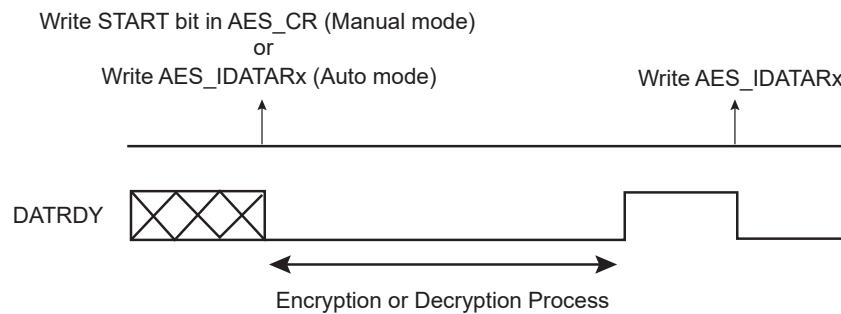 Write START bit in AES_CR (Manual mode)
or
Write AES_IDATARx (Auto mode)
Write AES_IDATARx
DATRDY
Encryption or Decryption Process